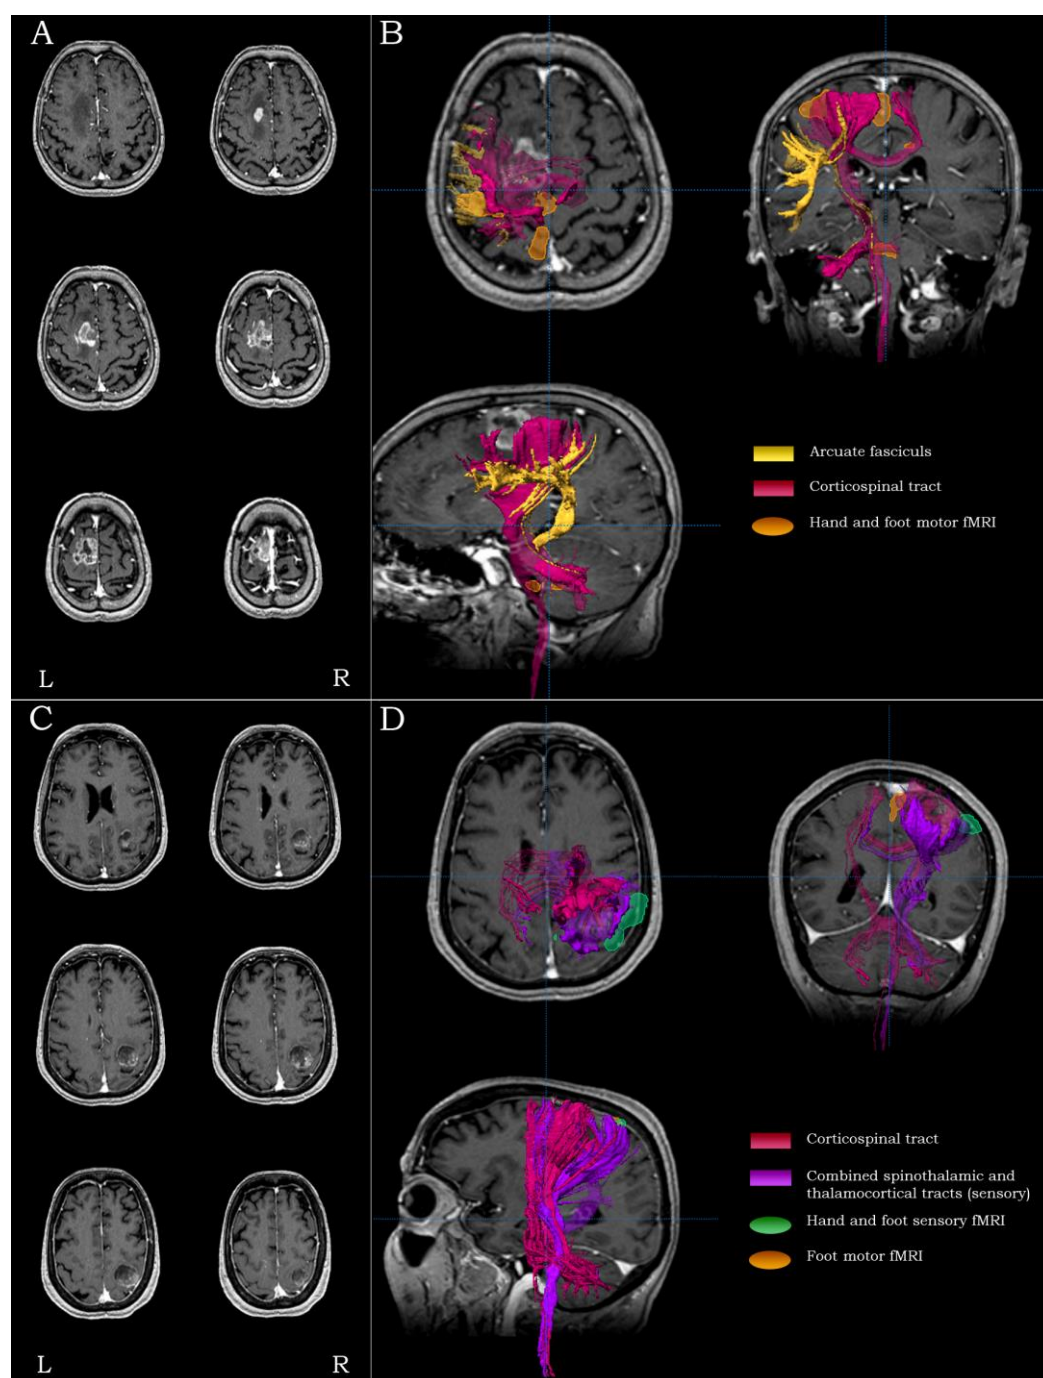 A
B
Arcuate fasciculs
Corticospinal tract
Hand and foot motor fMRI
L
R
C
D
Corticospinal tract
Combined spinothalamic and
thalamocortical tracts (sensory)
Hand and foot sensory fMRI
Foot motor fMRI
L
R